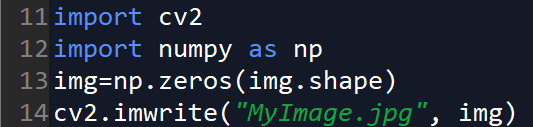 11 import cv2
12 import numpy as np
13 img=np.zeros(img.shape)
14 cv2.imwrite("MyImage.jpg", img)